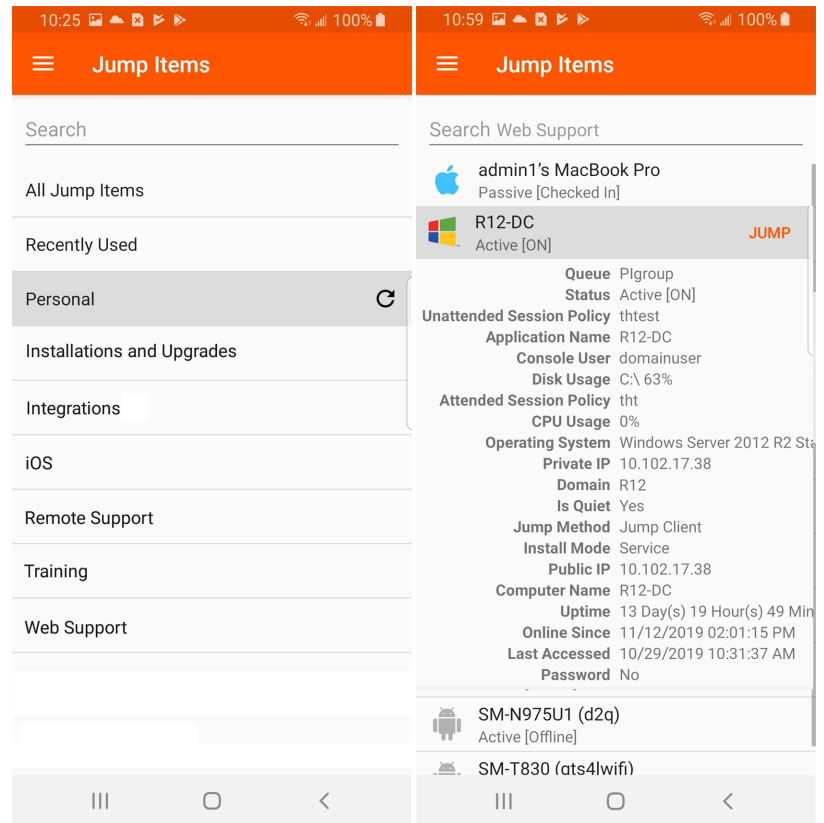 10:25 100%
Jump Items
Search
All Jump Items
Recently Used
Personal
Installations and Upgrades
Integrations
iOS
Remote Support
Training
Web Support
10:59 100%
Jump Items
Search Web Support
admin1's MacBook Pro
Passive [Checked In]
R12-DC
Active [ON]
JUMP
Queue PIgroup
Status Active [ON]
Unattended Session Policy thtest
Application Name R12-DC
Console User domainuser
Disk Usage C:\ 63%
Attended Session Policy tht
CPU Usage 0%
Operating System Windows Server 2012 R2 Sta
Private IP 10.102.17.38
Domain R12
Is Quiet Yes
Jump Method Jump Client
Install Mode Service
Public IP 10.102.17.38
Computer Name R12-DC
Uptime 13 Day(s) 19 Hour(s) 49 Min
Online Since 11/12/2019 02:01:15 PM
Last Accessed 10/29/2019 10:31:37 AM
Password No
SM-N975U1 (d2q)
Active [Offline]
SM-T830 (gts4lwifi)